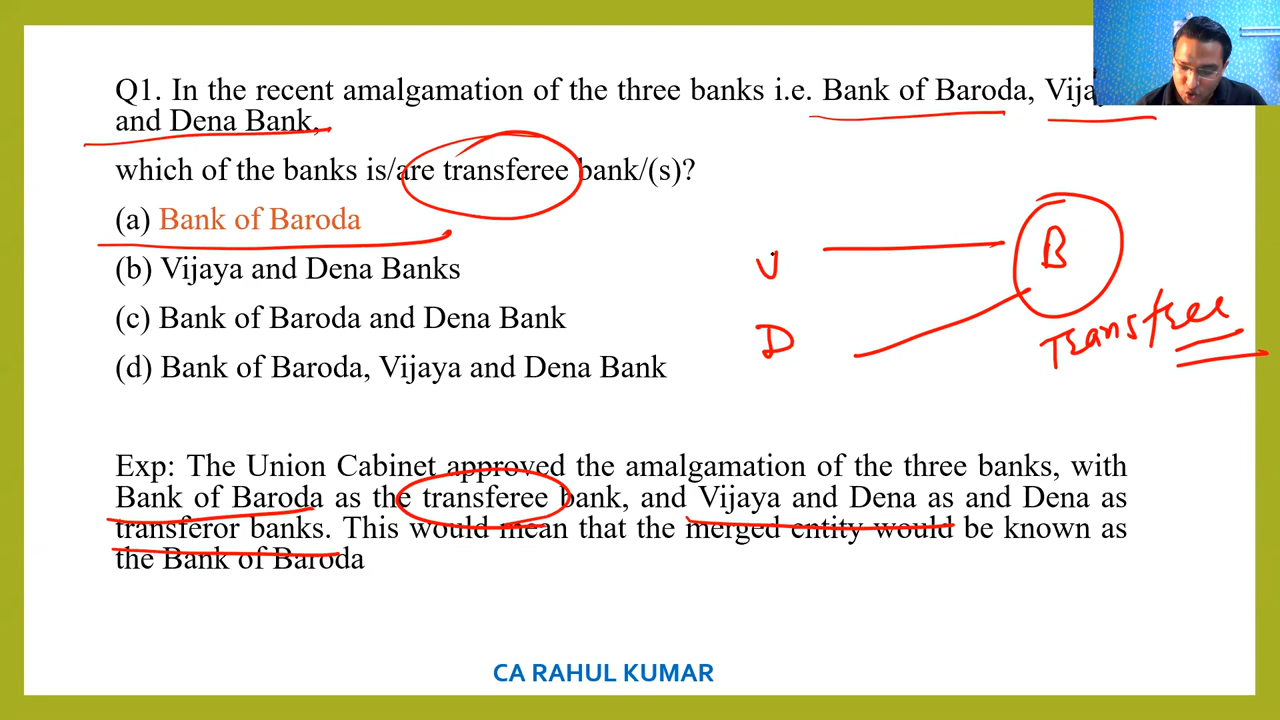 Q1. In the recent amalgamation of the three banks i.e. Bank of Baroda,
and Dena Bank,
which of the banks is/are transferee bank/(s)?
(a) Bank of Baroda
(b) Vijaya and Dena Banks
(c) Bank of Baroda and Dena Bank
(d) Bank of Baroda, Vijaya and Dena Bank
V
B
D
Transfree
Exp: The Union Cabinet approved the amalgamation of the three banks, with
Bank of Baroda as the transferee bank, and Vijaya and Dena as and Dena as
transferor banks. This would mean that the merged entity would be known as
the Bank of Baroda
CA RAHUL KUMAR